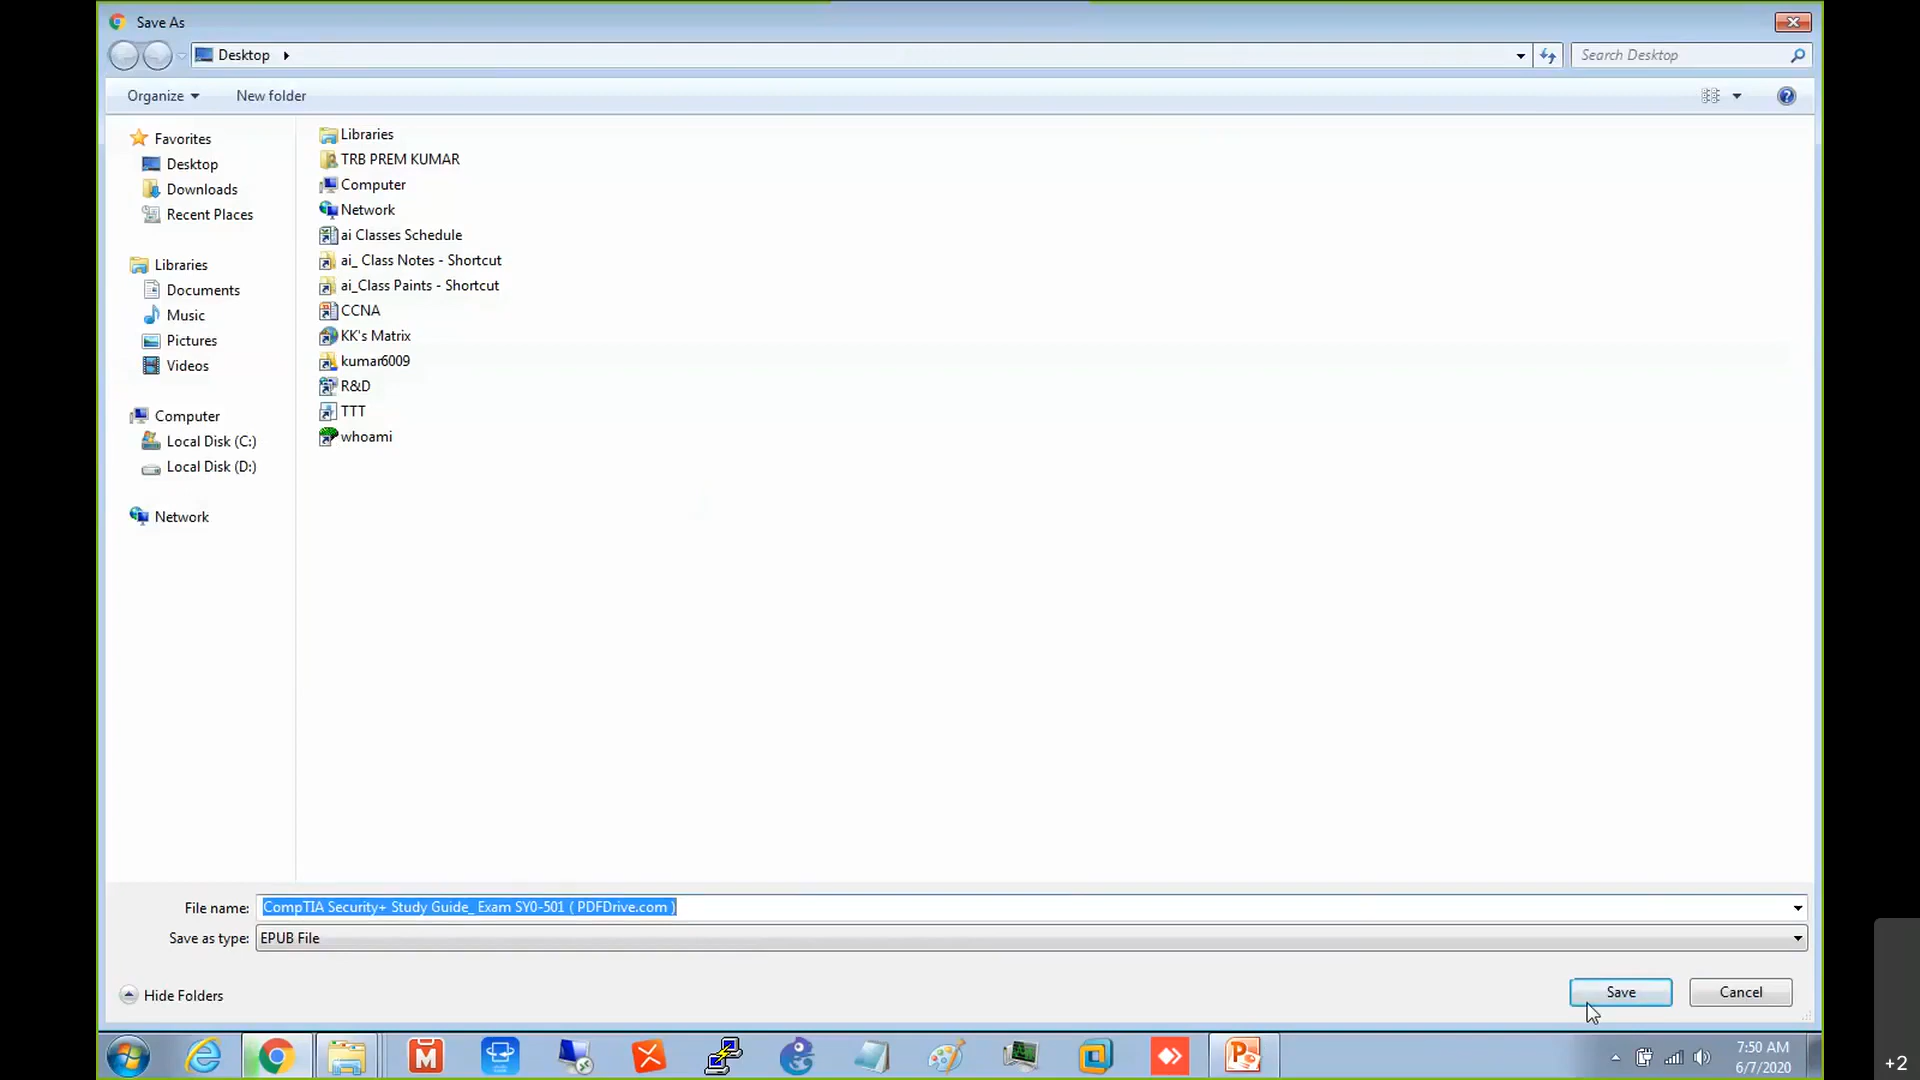 Save As
Desktop
Search Desktop
Organize
New folder
Favorites
Desktop
Downloads
Recent Places
Libraries
Documents
Music
Pictures
Videos
Computer
Local Disk (C:)
Local Disk (D:)
Network
Libraries
TRB PREM KUMAR
Computer
Network
ai Classes Schedule
ai_ Class Notes - Shortcut
ai_Class Paints - Shortcut
CCNA
KK's Matrix
kumar6009
R&D
TTT
whoami
File name: CompTIA Security+ Study Guide_ Exam SY0-501 ( PDFDrive.com )
Save as type: EPUB File
Hide Folders
Save
Cancel
7:50 AM
6/7/2020
+2